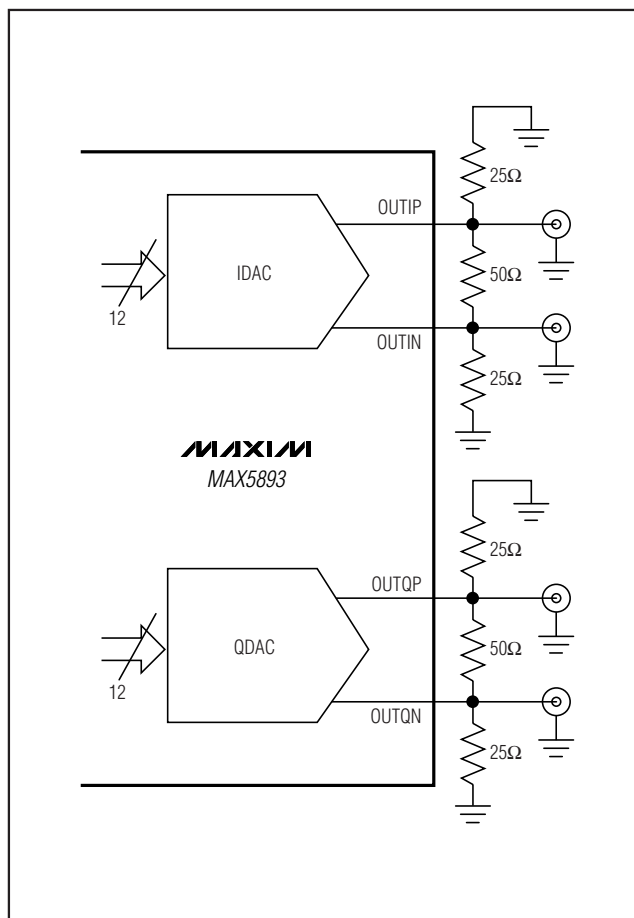 25Ω
OUTIP
IDAC
50Ω
12
OUTIN
25Ω
MAXIM
MAX5893
25Ω
OUTQP
QDAC
50Ω
12
OUTQN
25Ω